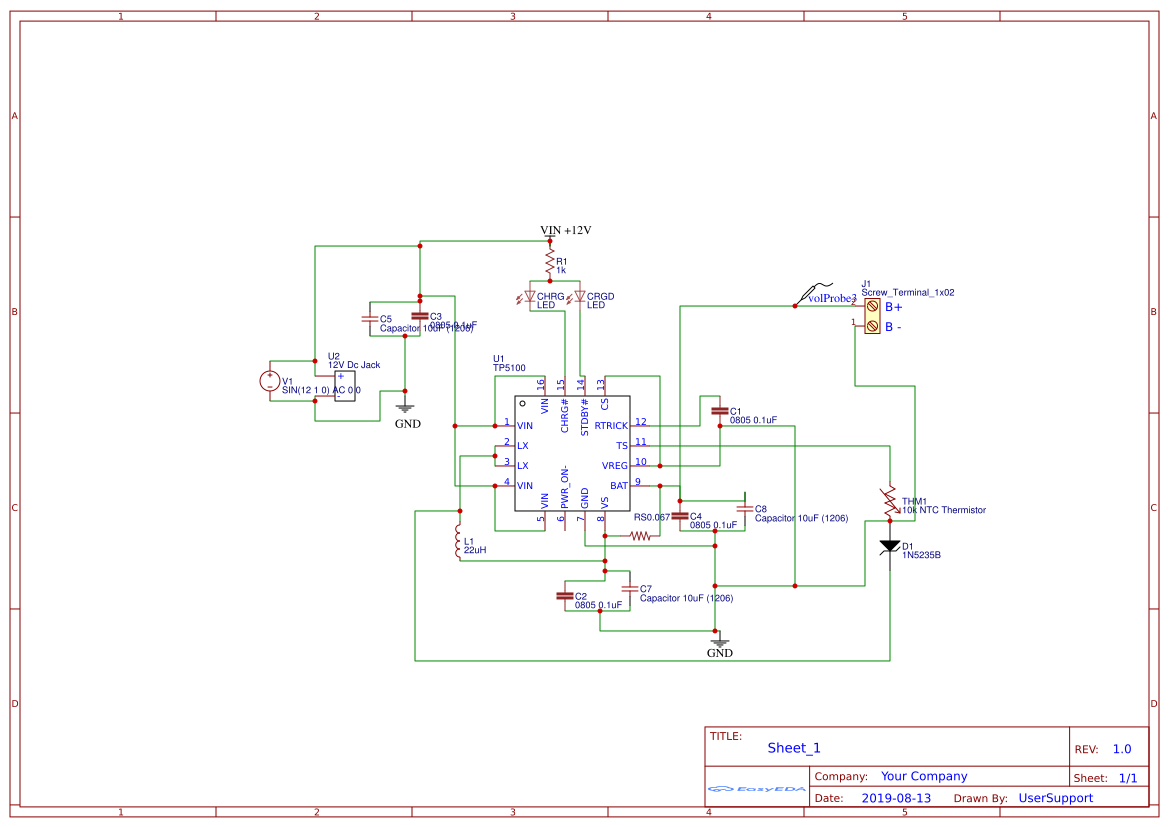 1 2 3 4 5
A A
VIN +12V
R1
1k
J1
Screw_Terminal_1x02
volProbe3
2
B+
CHRG
LED
CRGD
LED
B B
C3
0805 0.1uF
C5
Capacitor 10uF (1206)
1
B -
U2
12V Dc Jack
U1
TP5100
V1
SIN(12 1 0) AC 0 0
+
-
GND
16 15 14 13
VIN CHRG# STDBY# CS
C1
0805 0.1uF
1 VIN
RTRICK 12
2 LX
TS 11
3 LX
VREG 10
4 VIN
BAT 9
VIN PWR_ON- GND VS
5 6 7 8
C C
RS0.067
C4
0805 0.1uF
C8
Capacitor 10uF (1206)
THM1
10k NTC Thermistor
L1
22uH
D1
1N5235B
C2
0805 0.1uF
C7
Capacitor 10uF (1206)
GND
D D
TITLE:
Sheet_1
REV: 1.0
EasyEDA
Company: Your Company
Sheet: 1/1
Date: 2019-08-13 Drawn By: UserSupport
1 2 3 4 5